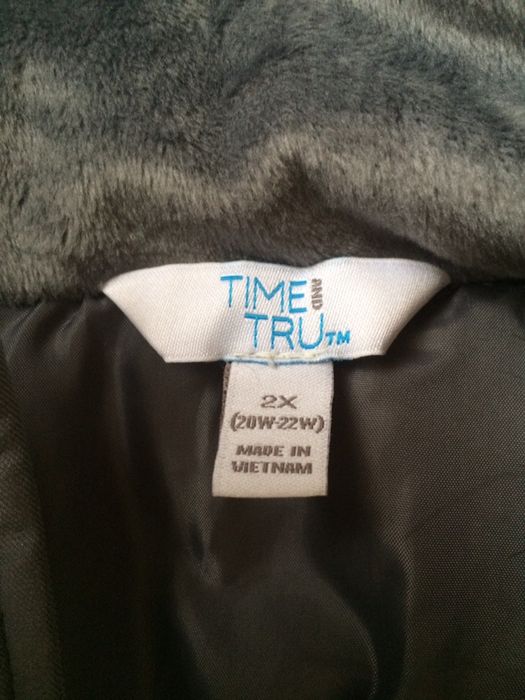 TIME AND
TRU™
2X
(20W-22W)
MADE IN
VIETNAM